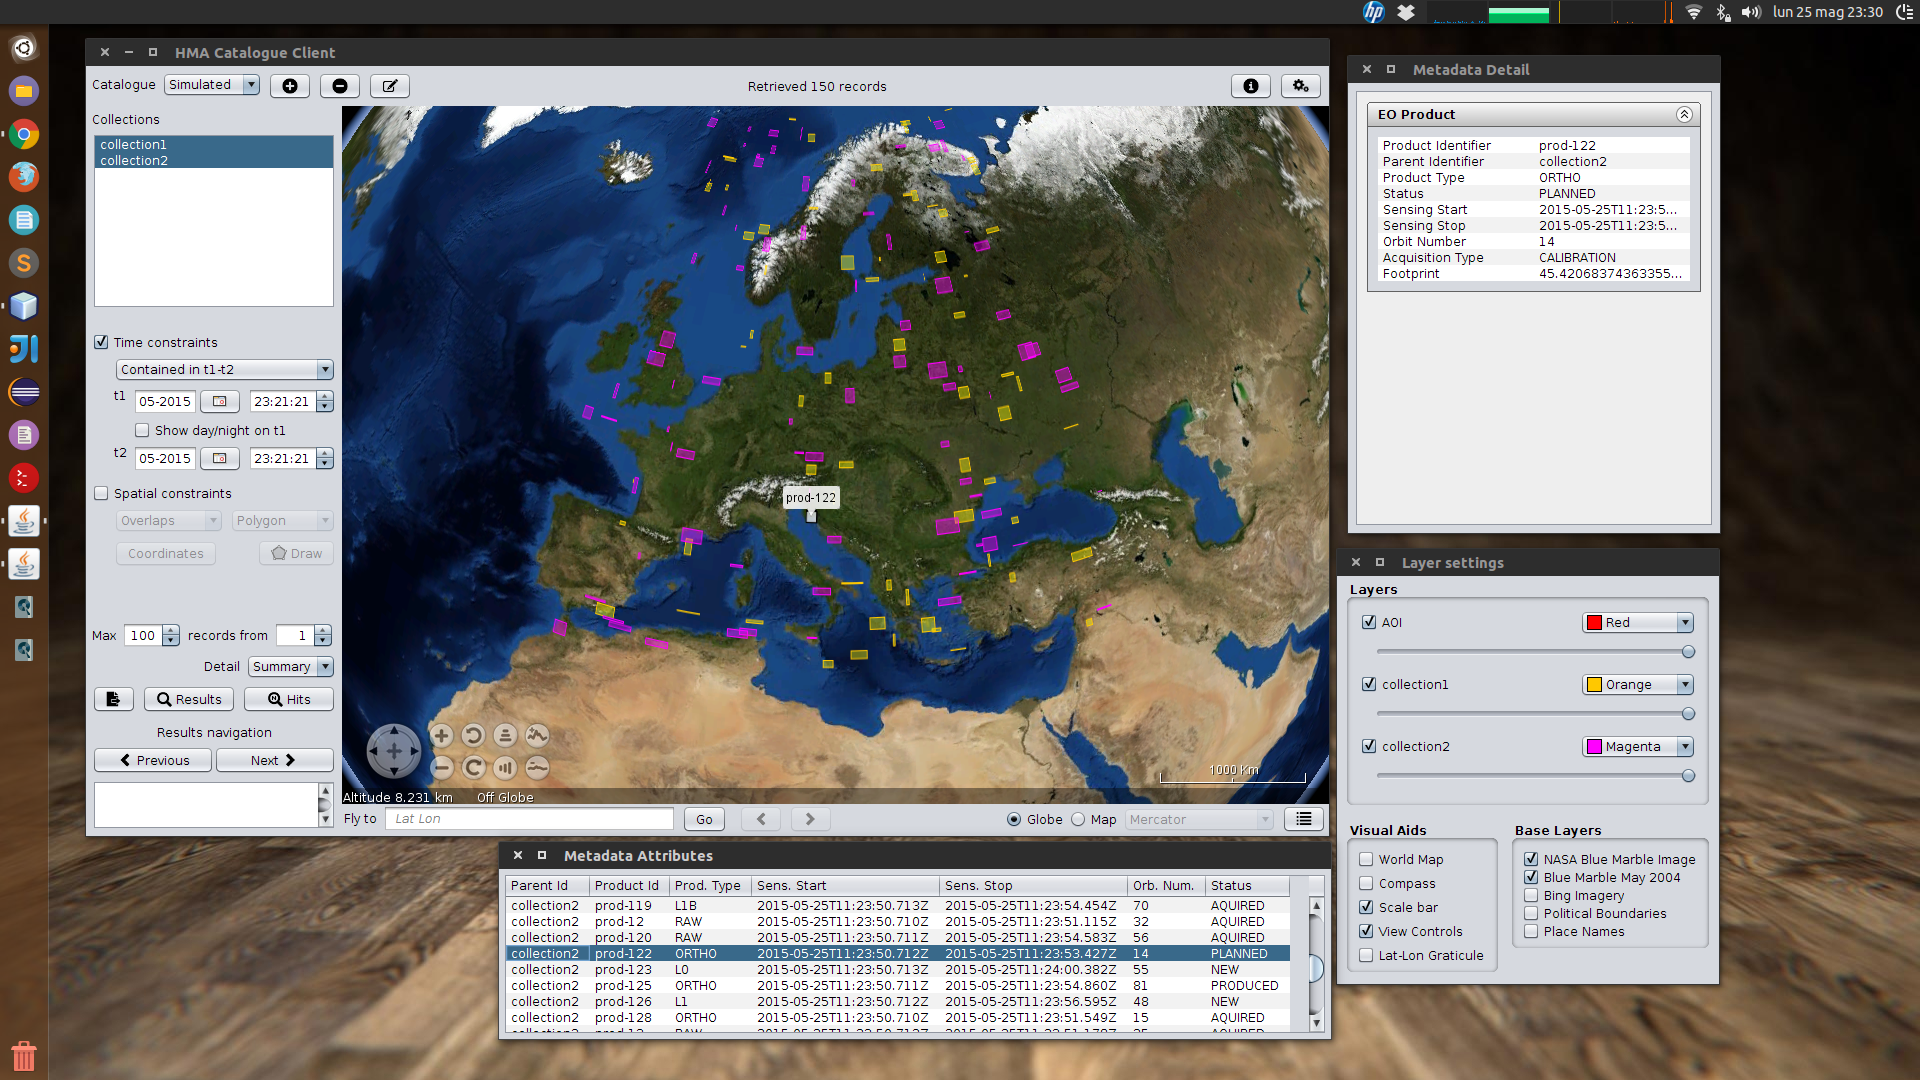 lun 25 mag 23:30
HMA Catalogue Client
Catalogue Simulated
Retrieved 150 records
Collections
collection1
collection2
Time constraints
Contained in t1-t2
t1 05-2015 23:21:21
Show day/night on t1
t2 05-2015 23:21:21
Spatial constraints
Overlaps Polygon
Coordinates Draw
Max 100 records from 1
Detail Summary
Results Hits
Results navigation
Previous Next
prod-122
1000 Km
Altitude 8.231 km Off Globe
Fly to Lat Lon Go
Globe Map Mercator
Metadata Detail
EO Product
Product Identifier prod-122
Parent Identifier collection2
Product Type ORTHO
Status PLANNED
Sensing Start 2015-05-25T11:23:5...
Sensing Stop 2015-05-25T11:23:5...
Orbit Number 14
Acquisition Type CALIBRATION
Footprint 45.42068374363355...
Layer settings
Layers
AOI Red
collection1 Orange
collection2 Magenta
Visual Aids
World Map
Compass
Scale bar
View Controls
Lat-Lon Graticule
Base Layers
NASA Blue Marble Image
Blue Marble May 2004
Bing Imagery
Political Boundaries
Place Names
Metadata Attributes
Parent Id Product Id Prod. Type Sens. Start Sens. Stop Orb. Num. Status
collection2 prod-119 L1B 2015-05-25T11:23:50.713Z 2015-05-25T11:23:54.454Z 70 AQUIRED
collection2 prod-12 RAW 2015-05-25T11:23:50.710Z 2015-05-25T11:23:51.115Z 32 AQUIRED
collection2 prod-120 RAW 2015-05-25T11:23:50.711Z 2015-05-25T11:23:54.583Z 56 AQUIRED
collection2 prod-122 ORTHO 2015-05-25T11:23:50.712Z 2015-05-25T11:23:53.427Z 14 PLANNED
collection2 prod-123 L0 2015-05-25T11:23:50.713Z 2015-05-25T11:24:00.382Z 55 NEW
collection2 prod-125 ORTHO 2015-05-25T11:23:50.711Z 2015-05-25T11:23:54.860Z 81 PRODUCED
collection2 prod-126 L1 2015-05-25T11:23:50.712Z 2015-05-25T11:23:56.595Z 48 NEW
collection2 prod-128 ORTHO 2015-05-25T11:23:50.710Z 2015-05-25T11:23:51.549Z 15 AQUIRED